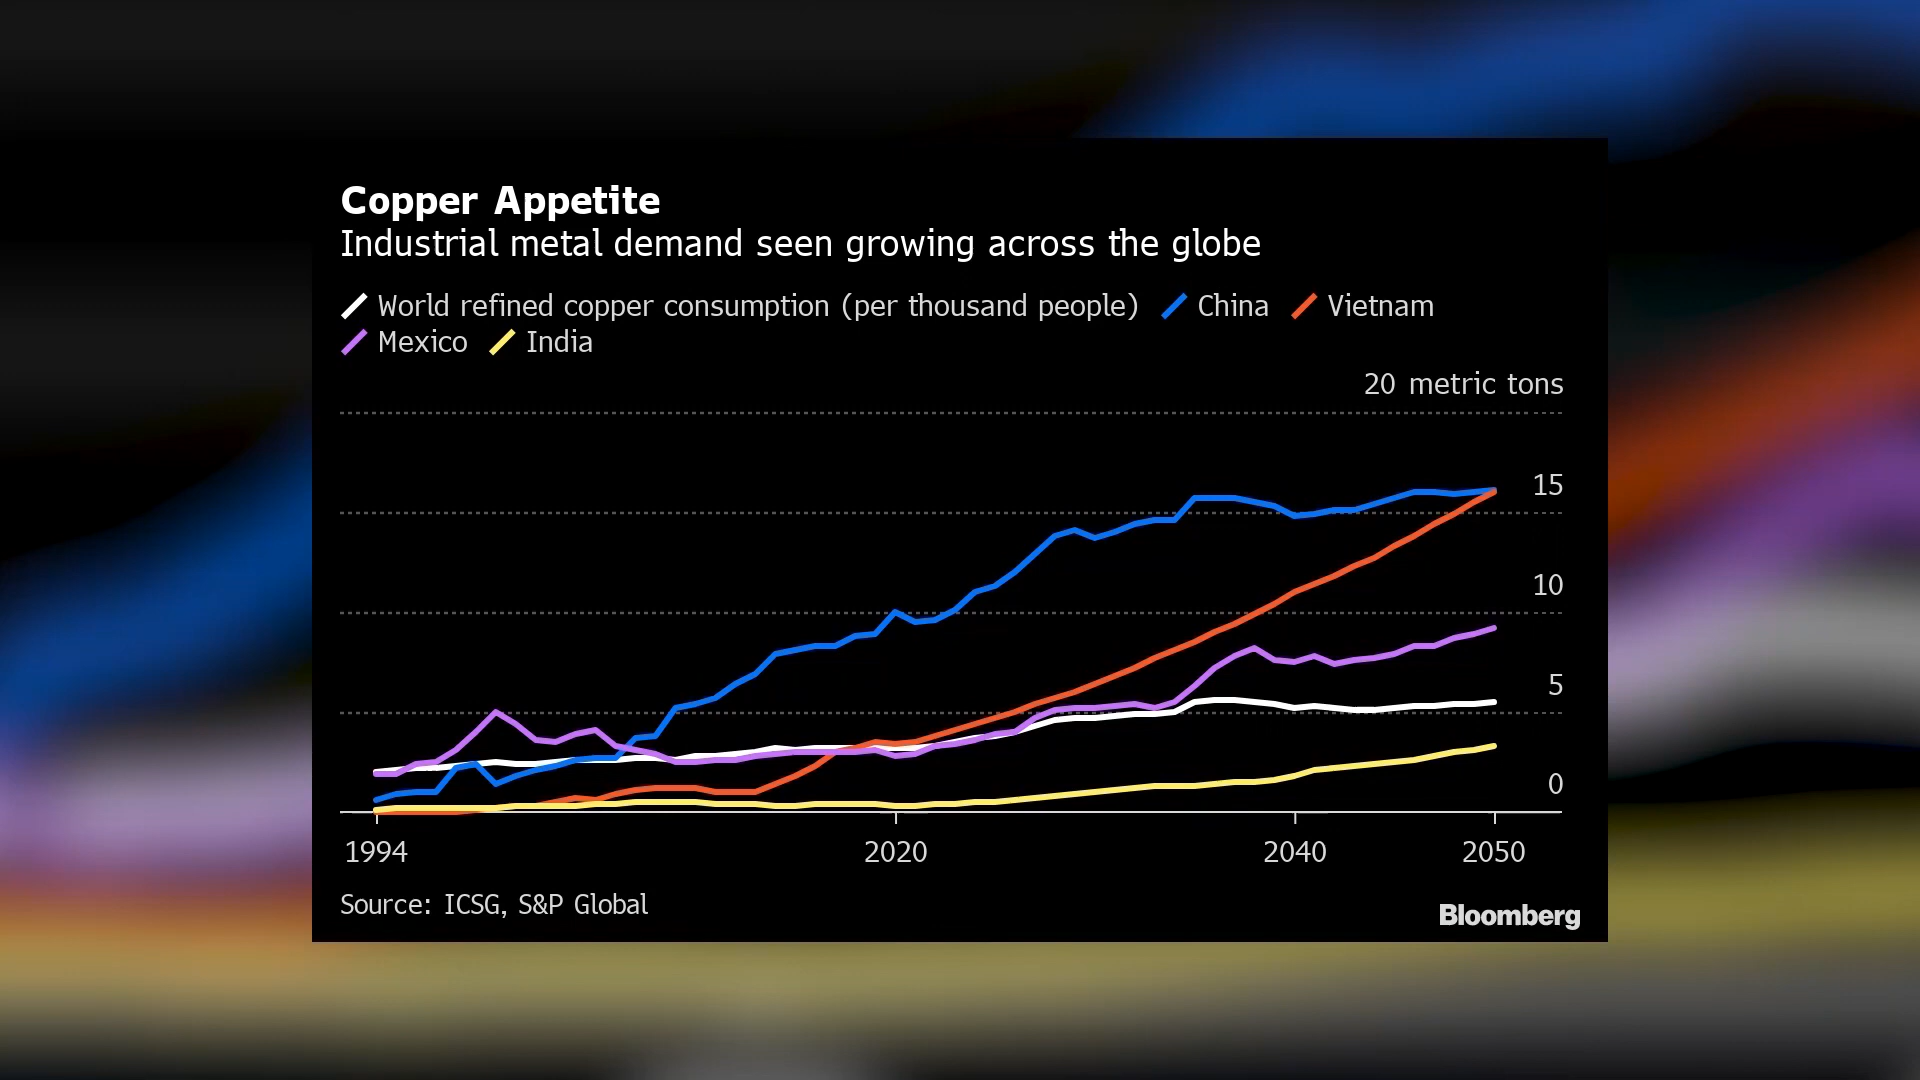 Copper Appetite
Industrial metal demand seen growing across the globe
World refined copper consumption (per thousand people) China Vietnam
Mexico India
20 metric tons
15
10
5
0
1994 2020 2040 2050
Source: ICSG, S&P Global
Bloomberg